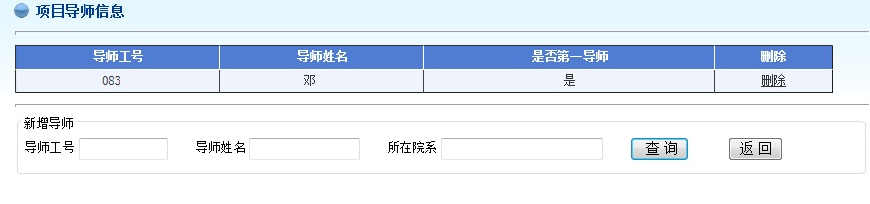 项目导师信息
导师工号 导师姓名 是否第一导师 删除
083 邓 是 删除
新增导师
导师工号 导师姓名 所在院系 查 询 返 回